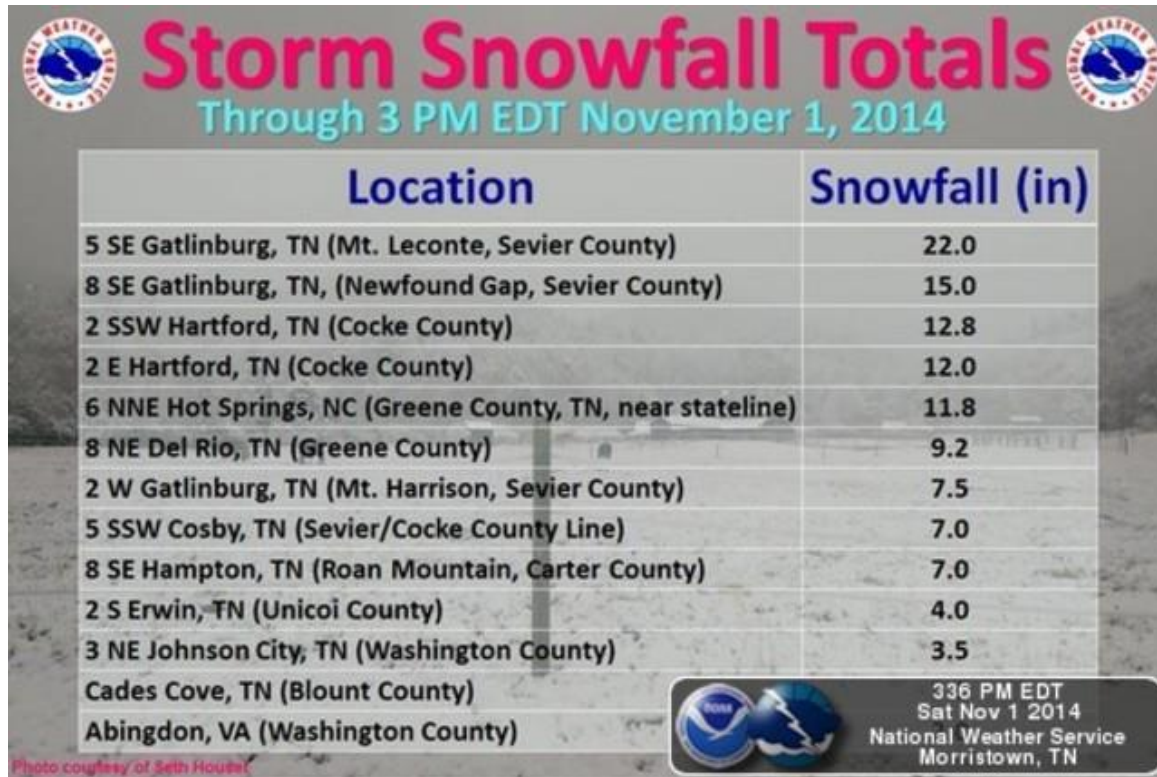 NATIONAL WEATHER SERVICE
Storm Snowfall Totals
NATIONAL WEATHER SERVICE
Through 3 PM EDT November 1, 2014
Location Snowfall (in)
5 SE Gatlinburg, TN (Mt. Leconte, Sevier County) 22.0
8 SE Gatlinburg, TN, (Newfound Gap, Sevier County) 15.0
2 SSW Hartford, TN (Cocke County) 12.8
2 E Hartford, TN (Cocke County) 12.0
6 NNE Hot Springs, NC (Greene County, TN, near stateline) 11.8
8 NE Del Rio, TN (Greene County) 9.2
2 W Gatlinburg, TN (Mt. Harrison, Sevier County) 7.5
5 SSW Cosby, TN (Sevier/Cocke County Line) 7.0
8 SE Hampton, TN (Roan Mountain, Carter County) 7.0
2 S Erwin, TN (Unicoi County) 4.0
3 NE Johnson City, TN (Washington County) 3.5
Cades Cove, TN (Blount County)
Abingdon, VA (Washington County)
NOAA
336 PM EDT
Sat Nov 1 2014
National Weather Service
Morristown, TN
Photo courtesy of Seth